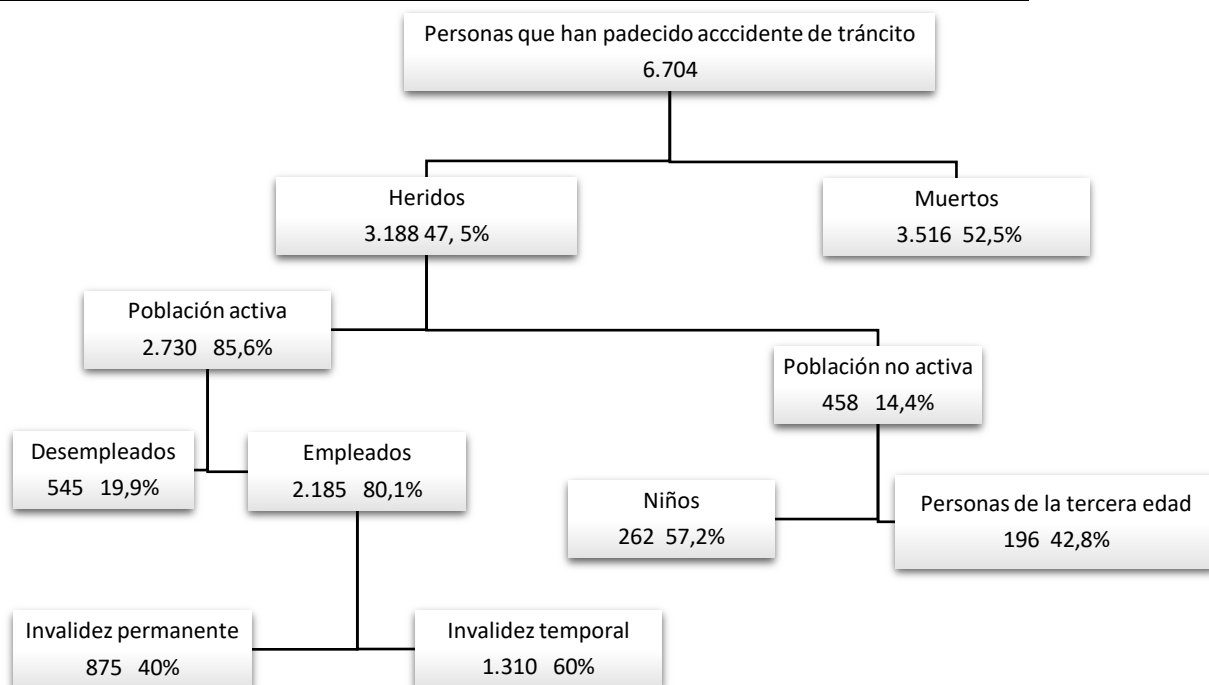 Personas que han padecido acccidente de tráncito
6.704
Heridos
3.188 47, 5%
Muertos
3.516 52,5%
Población activa
2.730 85,6%
Población no activa
458 14,4%
Desempleados
545 19,9%
Empleados
2.185 80,1%
Niños
262 57,2%
Personas de la tercera edad
196 42,8%
Invalidez permanente
875 40%
Invalidez temporal
1.310 60%